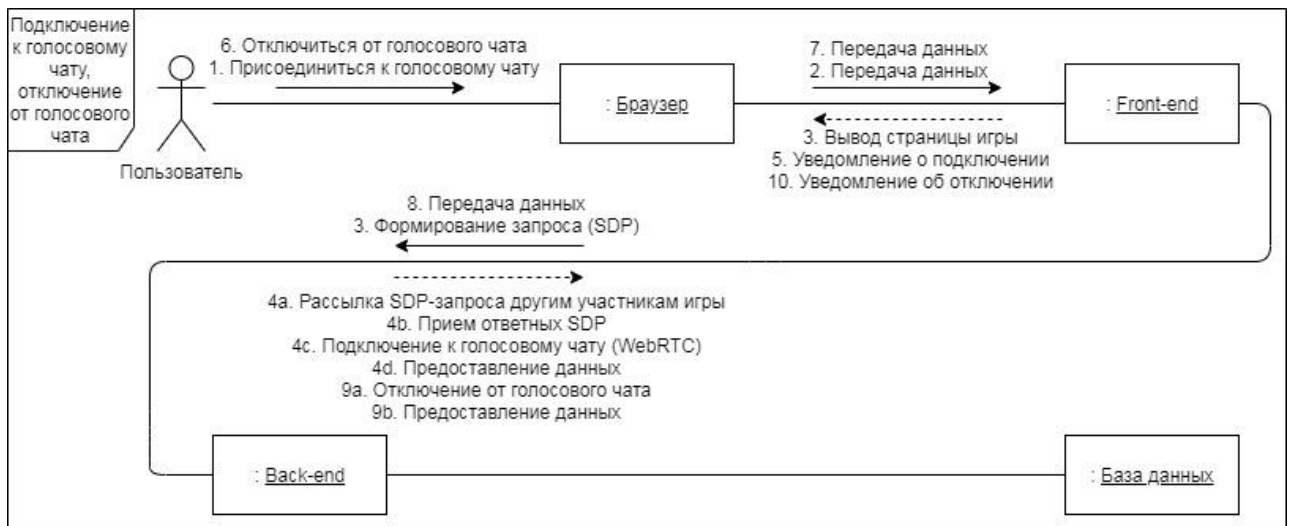 Подключение
к голосовому
чату,
отключение
от голосового
чата
6. Отключиться от голосового чата
1. Присоединиться к голосовому чату
7. Передача данных
2. Передача данных
: Браузер
: Front-end
3. Вывод страницы игры
5. Уведомление о подключении
10. Уведомление об отключении
Пользователь
8. Передача данных
3. Формирование запроса (SDP)
4a. Рассылка SDP-запроса другим участникам игры
4b. Прием ответных SDP
4c. Подключение к голосовому чату (WebRTC)
4d. Предоставление данных
9a. Отключение от голосового чата
9b. Предоставление данных
: Back-end
: База данных